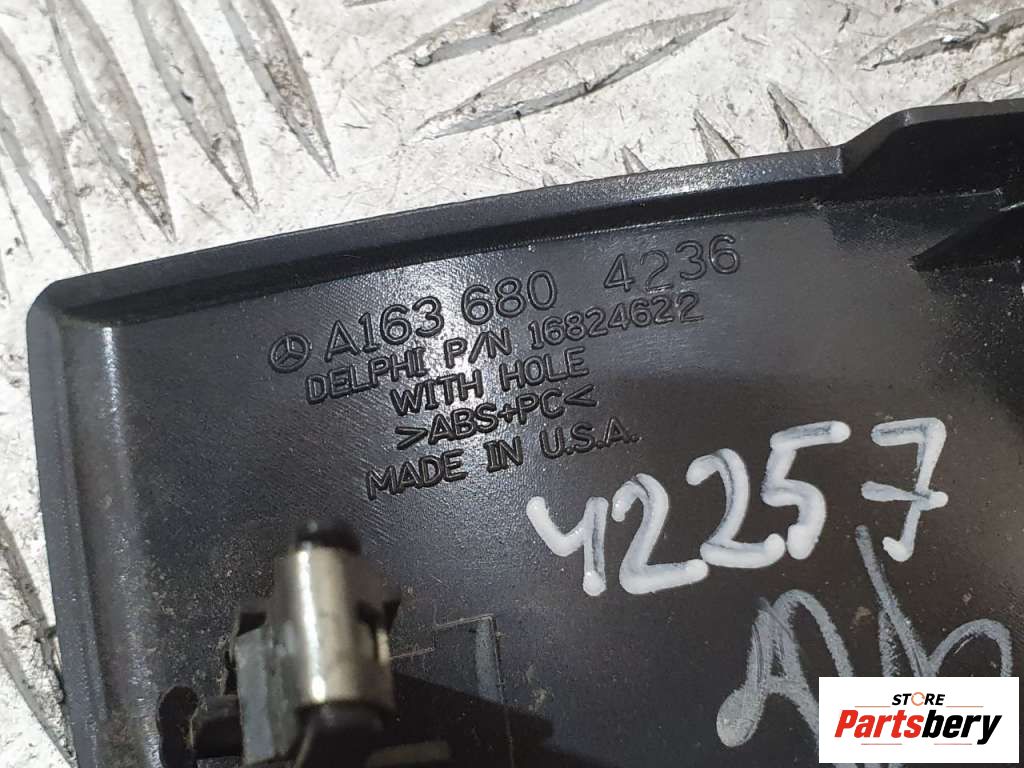 A163 680 4236
DELPHI P/N 16824622
WITH HOLE
>ABS+PC<
MADE IN U.S.A.
42257
STORE
Partsbery